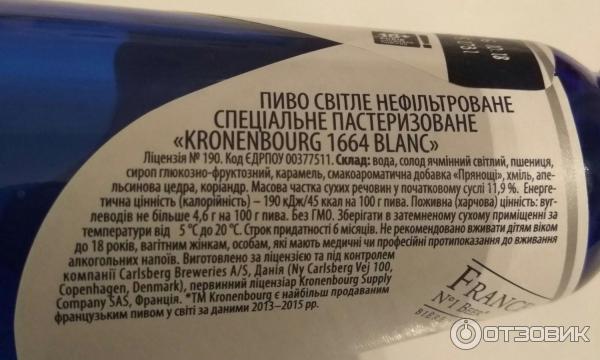 18+
ПИВО СВІТЛЕ НЕФІЛЬТРОВАНЕ
СПЕЦІАЛЬНЕ ПАСТЕРИЗОВАНЕ
«KRONENBOURG 1664 BLANC»
Ліцензія № 190. Код ЄДРПОУ 00377511. Склад: вода, солод ячмінний світлий, пшениця,
сироп глюкозно-фруктозний, карамель, смакоароматична добавка «Прянощі», хміль, апе-
льсинова цедра, коріандр. Масова частка сухих речовин у початковому суслі 11,9 %. Енерге-
тична цінність (калорійність) – 190 кДж/45 ккал на 100 г пива. Поживна (харчова) цінність: вуг-
леводів не більше 4,6 г на 100 г пива. Без ГМО. Зберігати в затемненому сухому приміщенні за
температури від 5 °С до 20 °С. Строк придатності 6 місяців. Не рекомендовано вживати дітям віком
до 18 років, вагітним жінкам, особам, які мають медичні чи професійні протипоказання до вживання
алкогольних напоїв. Виготовлено за ліцензією та під контролем
компанії Carlsberg Breweries A/S, Данія (Ny Carlsberg Vej 100,
Copenhagen, Denmark), первинний ліцензіар Kronenbourg Supply
Company SAS, Франція. *ТМ Kronenbourg є найбільш продаваним
французьким пивом у світі за даними 2013–2015 рр.
FRANC
№1 BEER
BIÈR
ОТЗОВИК